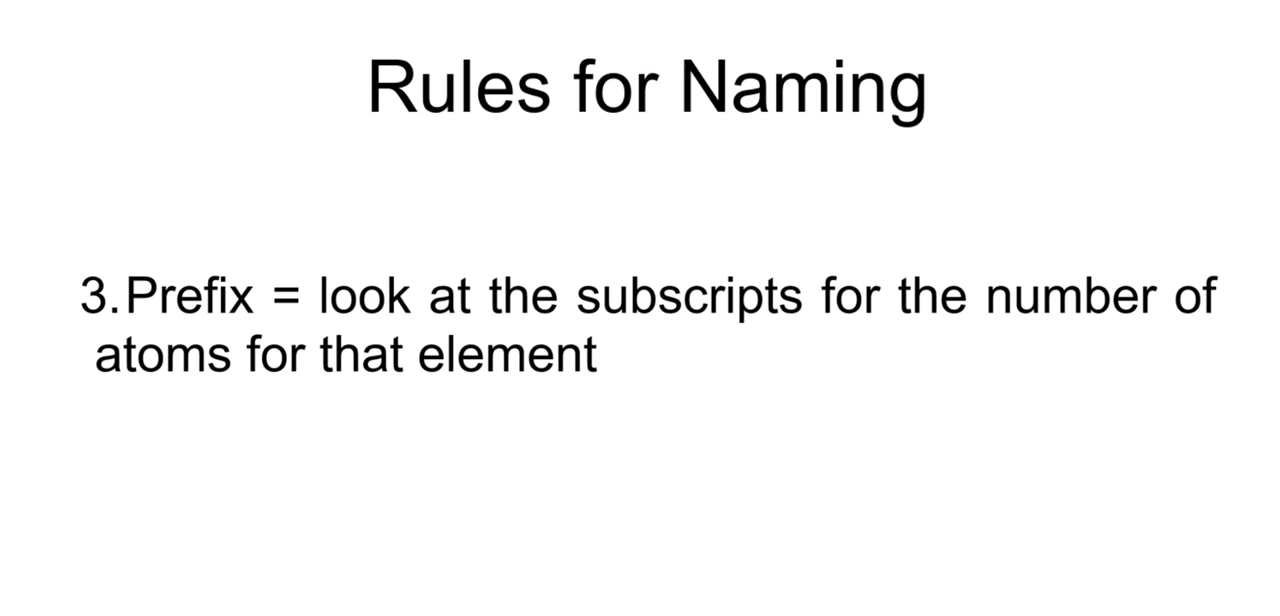 Rules for Naming
3. Prefix = look at the subscripts for the number of
atoms for that element